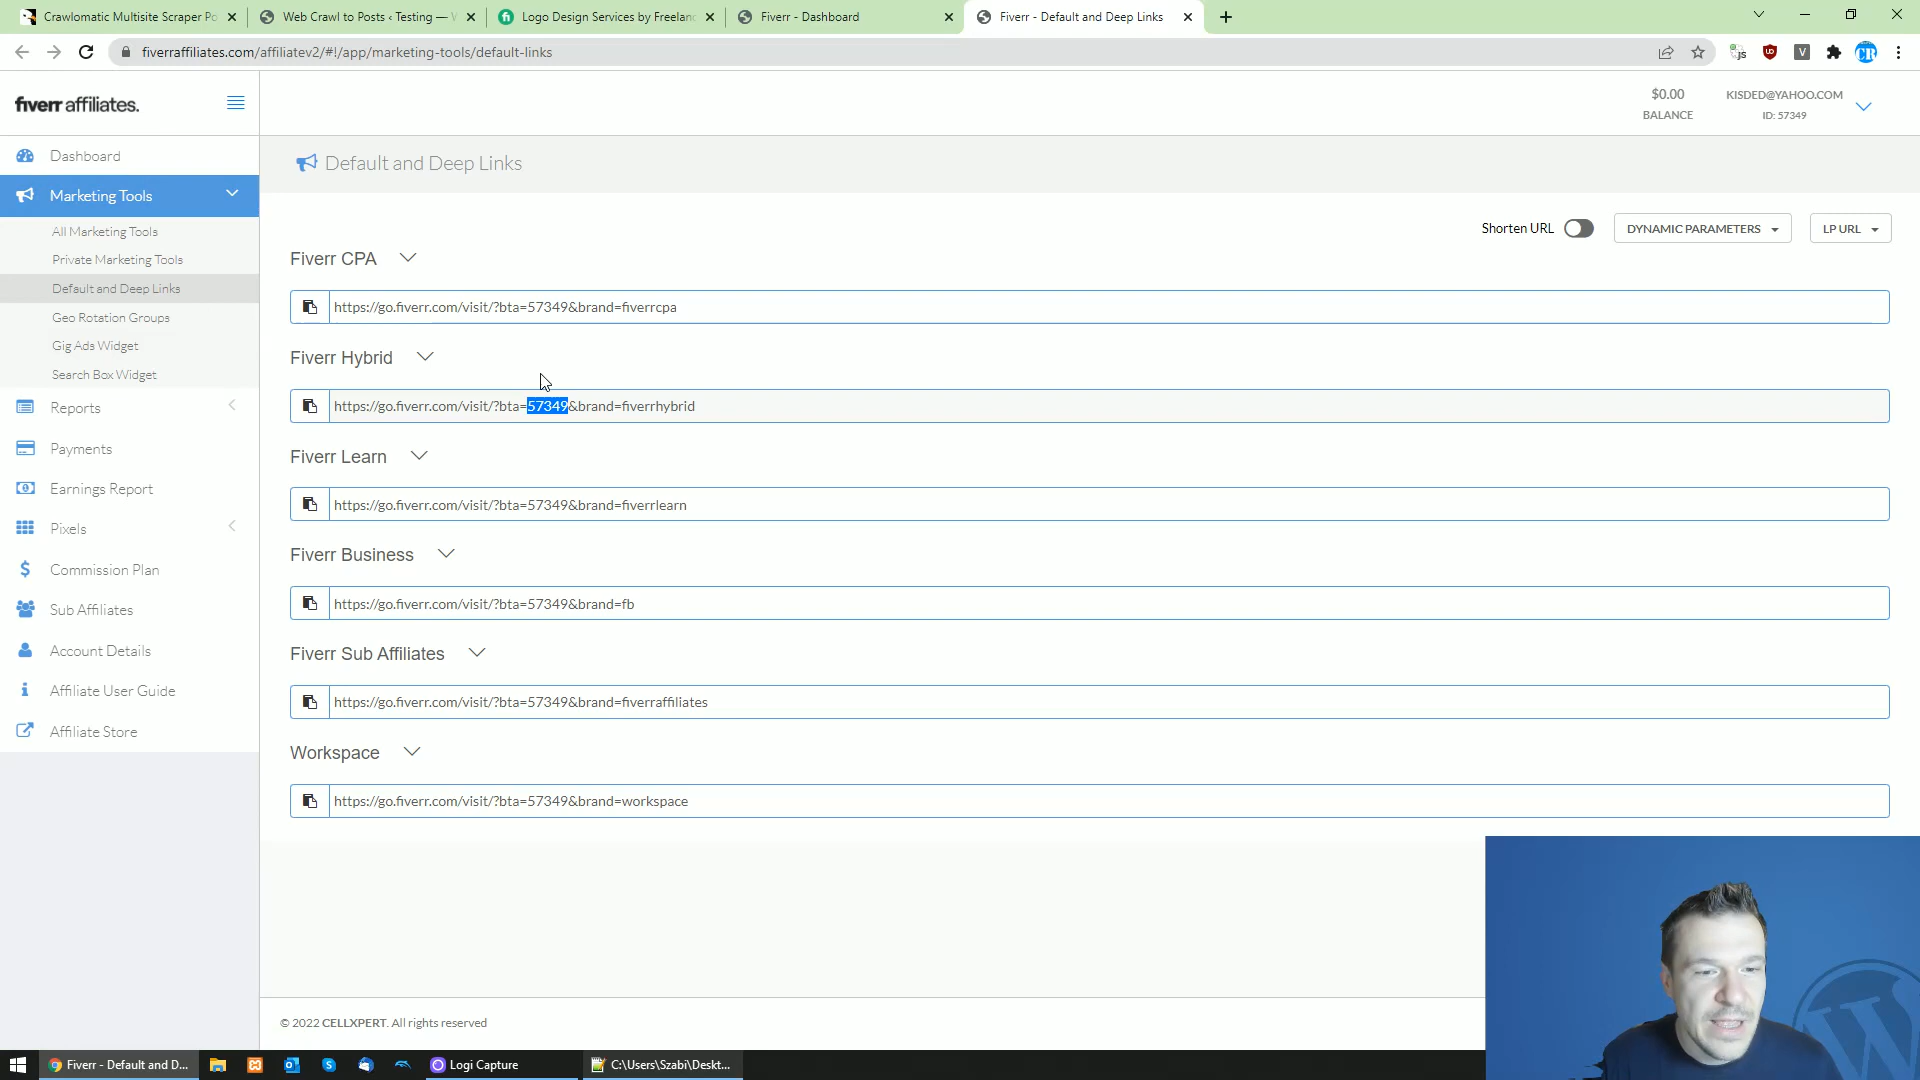 Crawlomatic Multisite Scraper Po
Web Crawl to Posts ‹ Testing — W
Logo Design Services by Freelanc
Fiverr - Dashboard
Fiverr - Default and Deep Links
fiverraffiliates.com/affiliatev2/#!/app/marketing-tools/default-links
fiverr affiliates.
$0.00
BALANCE
KISDED@YAHOO.COM
ID: 57349
Dashboard
Marketing Tools
All Marketing Tools
Private Marketing Tools
Default and Deep Links
Geo Rotation Groups
Gig Ads Widget
Search Box Widget
Reports
Payments
Earnings Report
Pixels
Commission Plan
Sub Affiliates
Account Details
Affiliate User Guide
Affiliate Store
Default and Deep Links
Shorten URL
DYNAMIC PARAMETERS
LP URL
Fiverr CPA
https://go.fiverr.com/visit/?bta=57349&brand=fiverrcpa
Fiverr Hybrid
https://go.fiverr.com/visit/?bta=57349&brand=fiverrhybrid
Fiverr Learn
https://go.fiverr.com/visit/?bta=57349&brand=fiverrlearn
Fiverr Business
https://go.fiverr.com/visit/?bta=57349&brand=fb
Fiverr Sub Affiliates
https://go.fiverr.com/visit/?bta=57349&brand=fiverraffiliates
Workspace
https://go.fiverr.com/visit/?bta=57349&brand=workspace
© 2022 CELLXPERT. All rights reserved
Fiverr - Default and D...
Logi Capture
C:\Users\Szabi\Deskt...